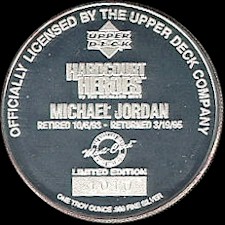 OFFICIALLY LICENSED BY THE UPPER DECK COMPANY
UPPER
DECK
HARDCOURT
HEROES
MICHAEL JORDAN
RETIRED 10/6/93 - RETURNED 3/19/95
LIMITED EDITION
ONE TROY OUNCE .999 FINE SILVER